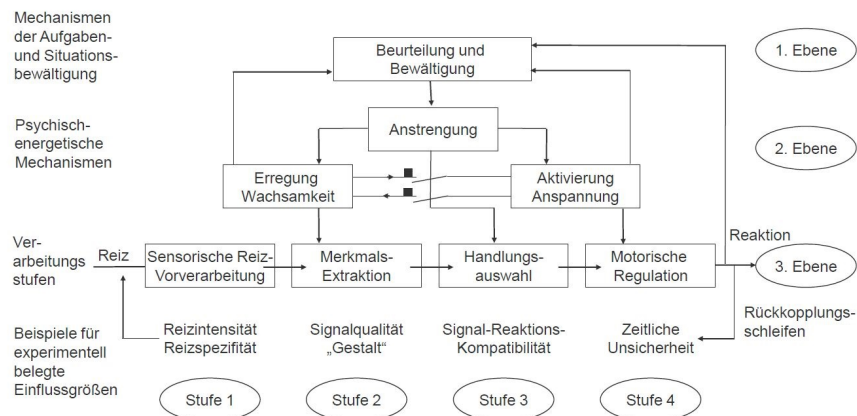 Mechanismen
der Aufgaben-
und Situations-
bewältigung
Beurteilung und
Bewältigung
1. Ebene
Psychisch-
energetische
Mechanismen
Anstrengung
2. Ebene
Erregung
Wachsamkeit
Aktivierung
Anspannung
Ver-
arbeitungs
stufen
Reiz
Sensorische Reiz-
Vorverarbeitung
Merkmals-
Extraktion
Handlungs-
auswahl
Motorische
Regulation
Reaktion
3. Ebene
Rückkopplungs-
schleifen
Beispiele für
experimentell
belegte
Einflussgrößen
Reizintensität
Reizspezifität
Signalqualität
„Gestalt“
Signal-Reaktions-
Kompatibilität
Zeitliche
Unsicherheit
Stufe 1
Stufe 2
Stufe 3
Stufe 4